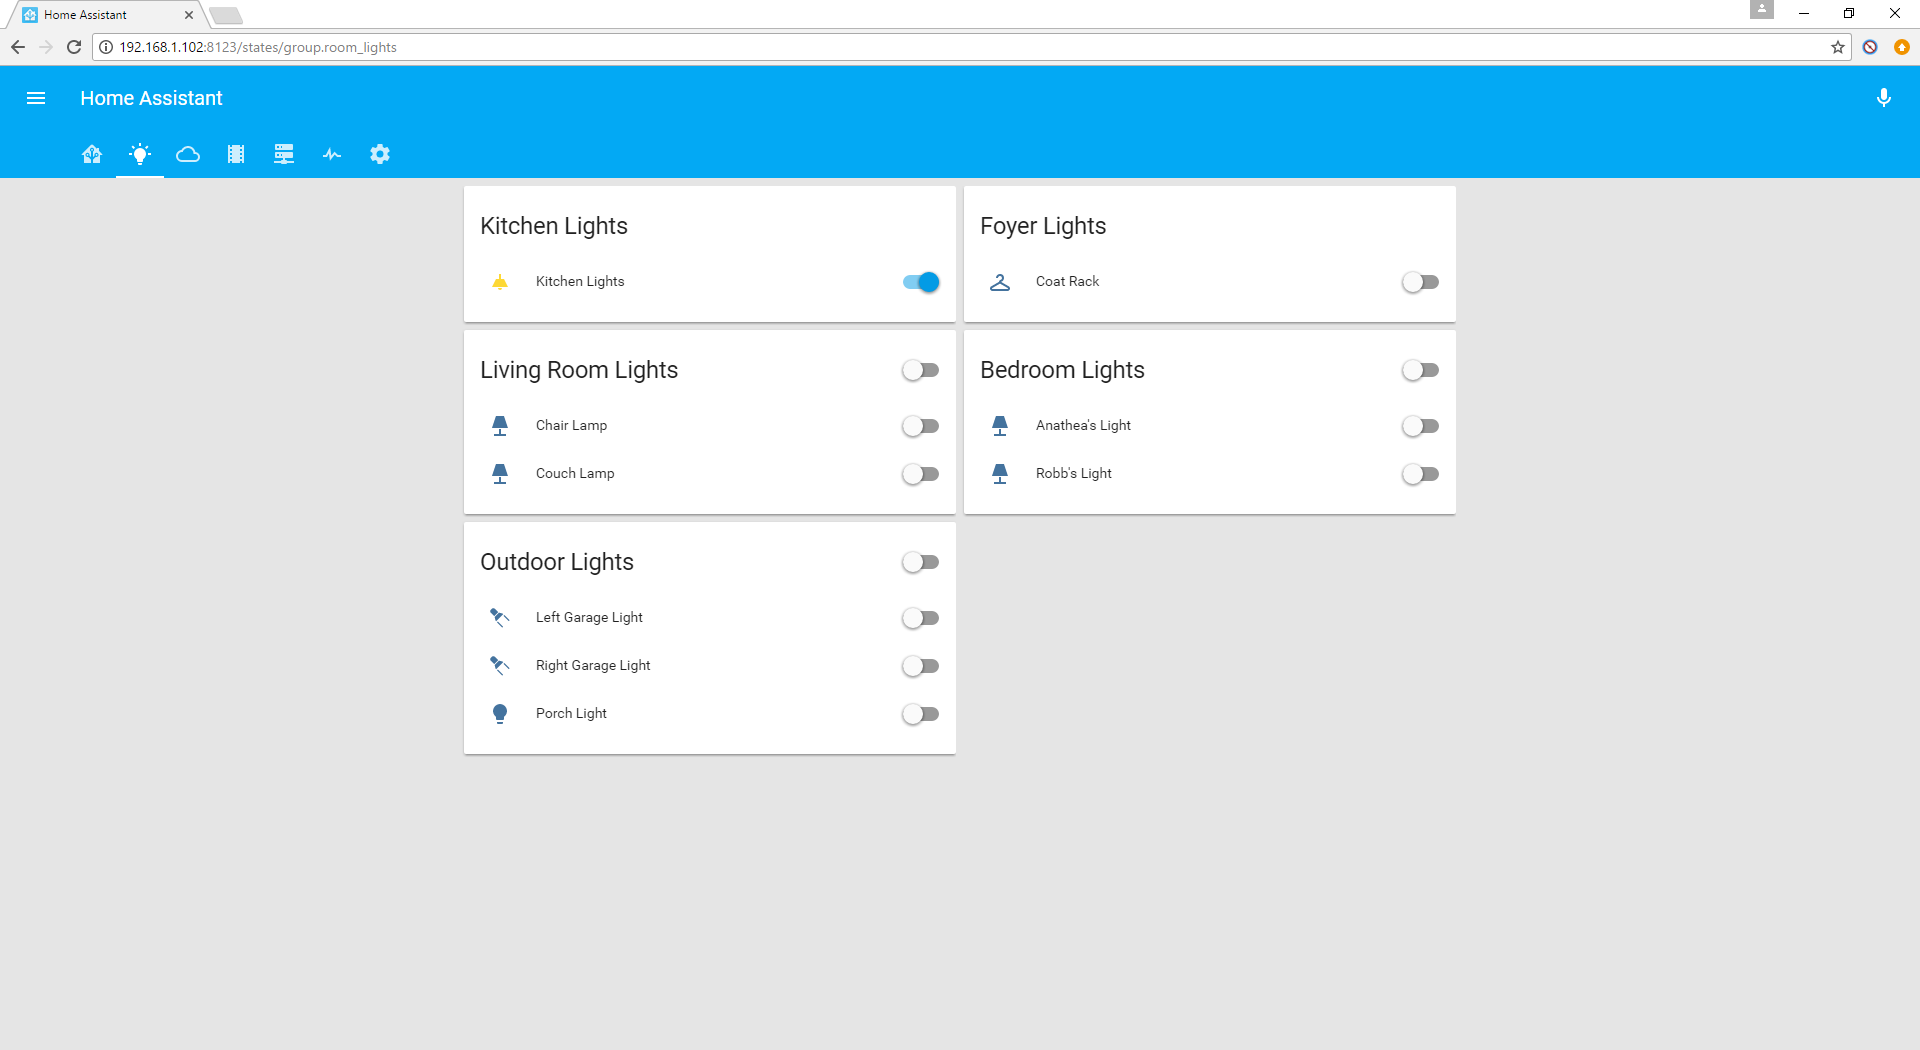 Home Assistant
192.168.1.102:8123/states/group.room_lights
Home Assistant
Kitchen Lights
Kitchen Lights
Foyer Lights
Coat Rack
Living Room Lights
Chair Lamp
Couch Lamp
Bedroom Lights
Anathea's Light
Robb's Light
Outdoor Lights
Left Garage Light
Right Garage Light
Porch Light